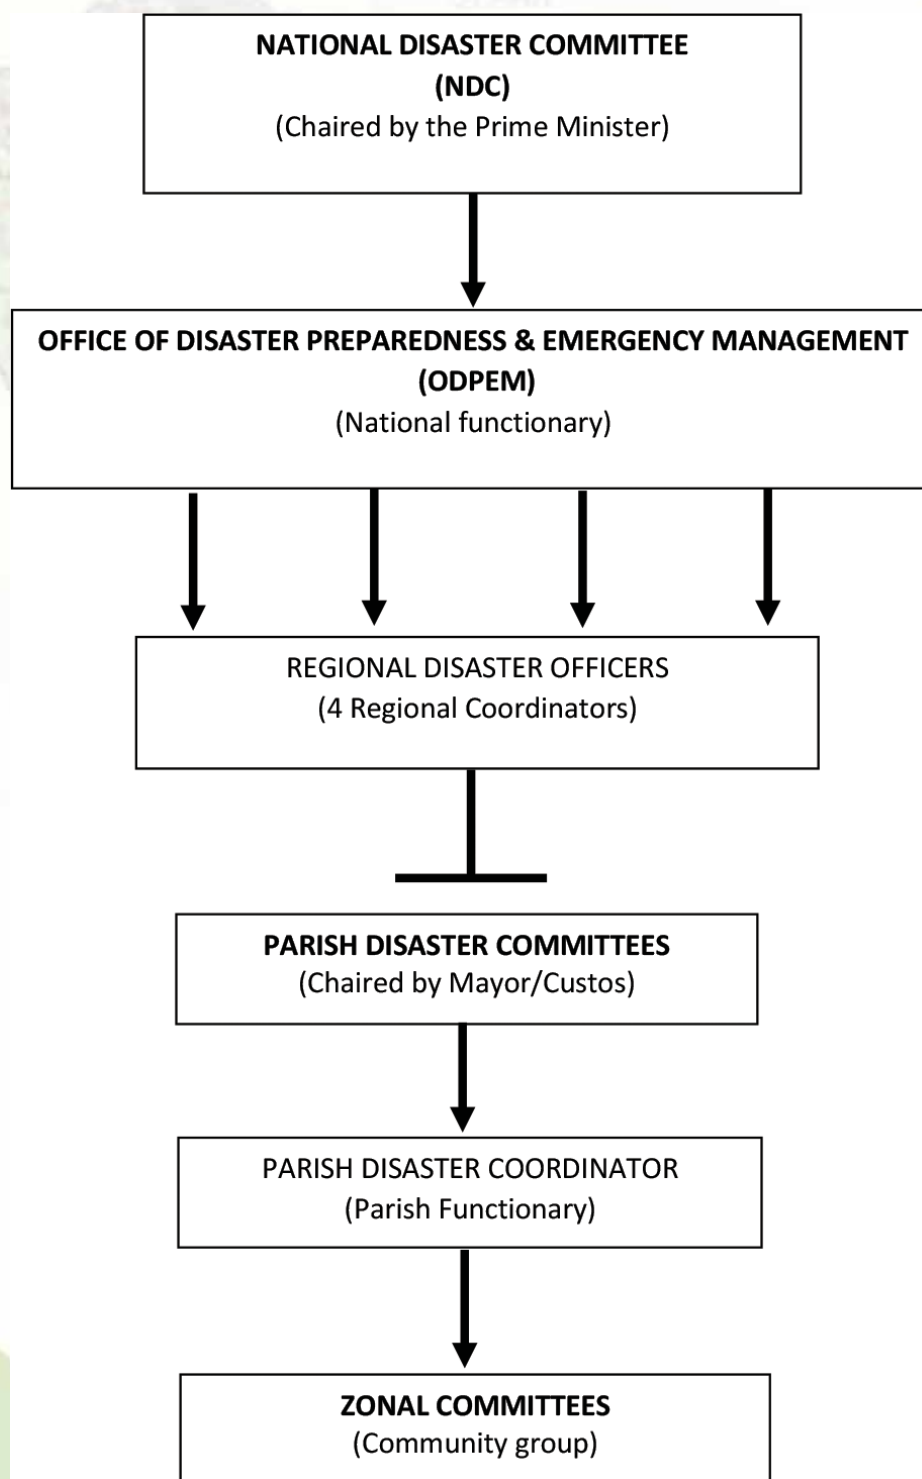 NATIONAL DISASTER COMMITTEE
(NDC)
(Chaired by the Prime Minister)
OFFICE OF DISASTER PREPAREDNESS & EMERGENCY MANAGEMENT
(ODPEM)
(National functionary)
REGIONAL DISASTER OFFICERS
(4 Regional Coordinators)
PARISH DISASTER COMMITTEES
(Chaired by Mayor/Custos)
PARISH DISASTER COORDINATOR
(Parish Functionary)
ZONAL COMMITTEES
(Community group)